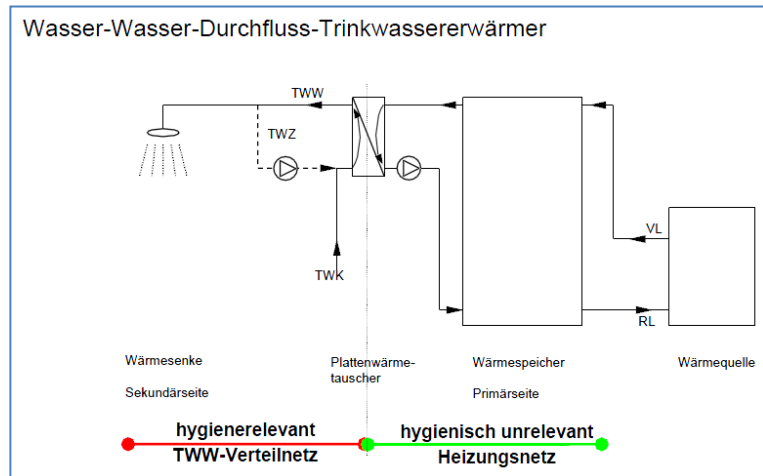 Wasser-Wasser-Durchfluss-Trinkwassererwärmer
TWW
TWZ
TWK
VL
RL
Wärmesenke
Sekundärseite
Plattenwärme-
tauscher
Wärmespeicher
Primärseite
Wärmequelle
hygienerelevant
TWW-Verteilnetz
hygienisch unrelevant
Heizungsnetz